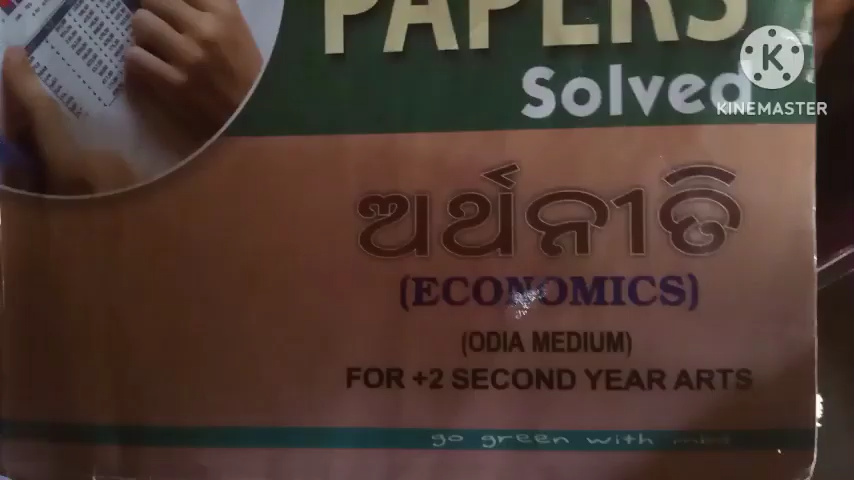 PAPERS
Solved
K
KINEMASTER
ଅର୍ଥନୀତି
(ECONOMICS)
(ODIA MEDIUM)
FOR +2 SECOND YEAR ARTS
go green with